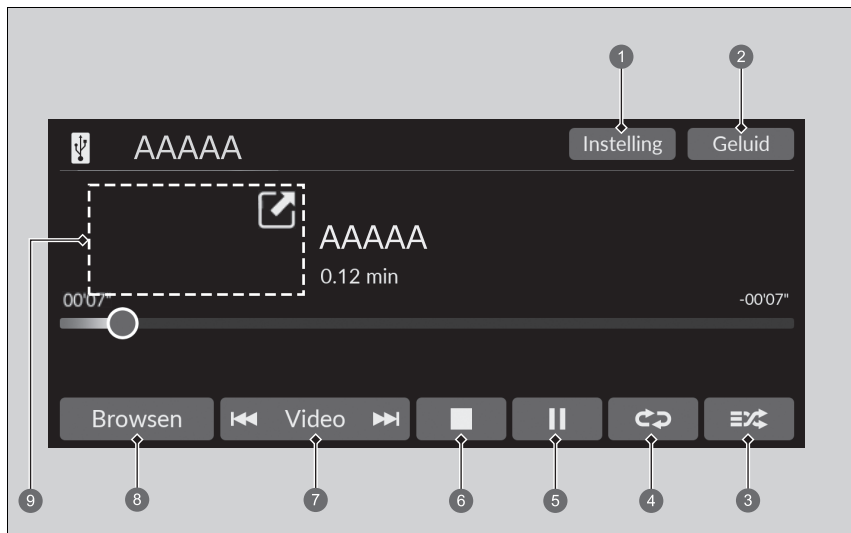 1 2
AAAAA Instelling Geluid
AAAAA
0.12 min
00'07" -00'07"
Browsen Video
9 8 7 6 5 4 3